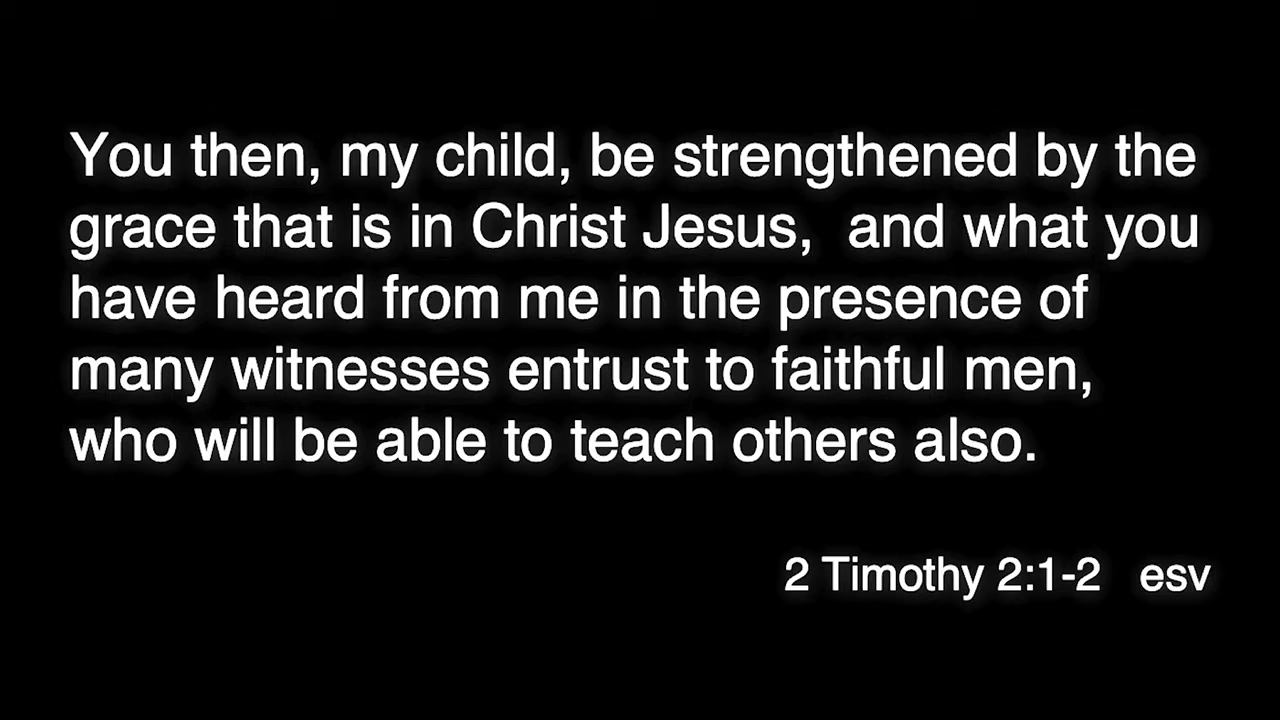 You then, my child, be strengthened by the
grace that is in Christ Jesus,  and what you
have heard from me in the presence of
many witnesses entrust to faithful men,
who will be able to teach others also.
2 Timothy 2:1-2   esv